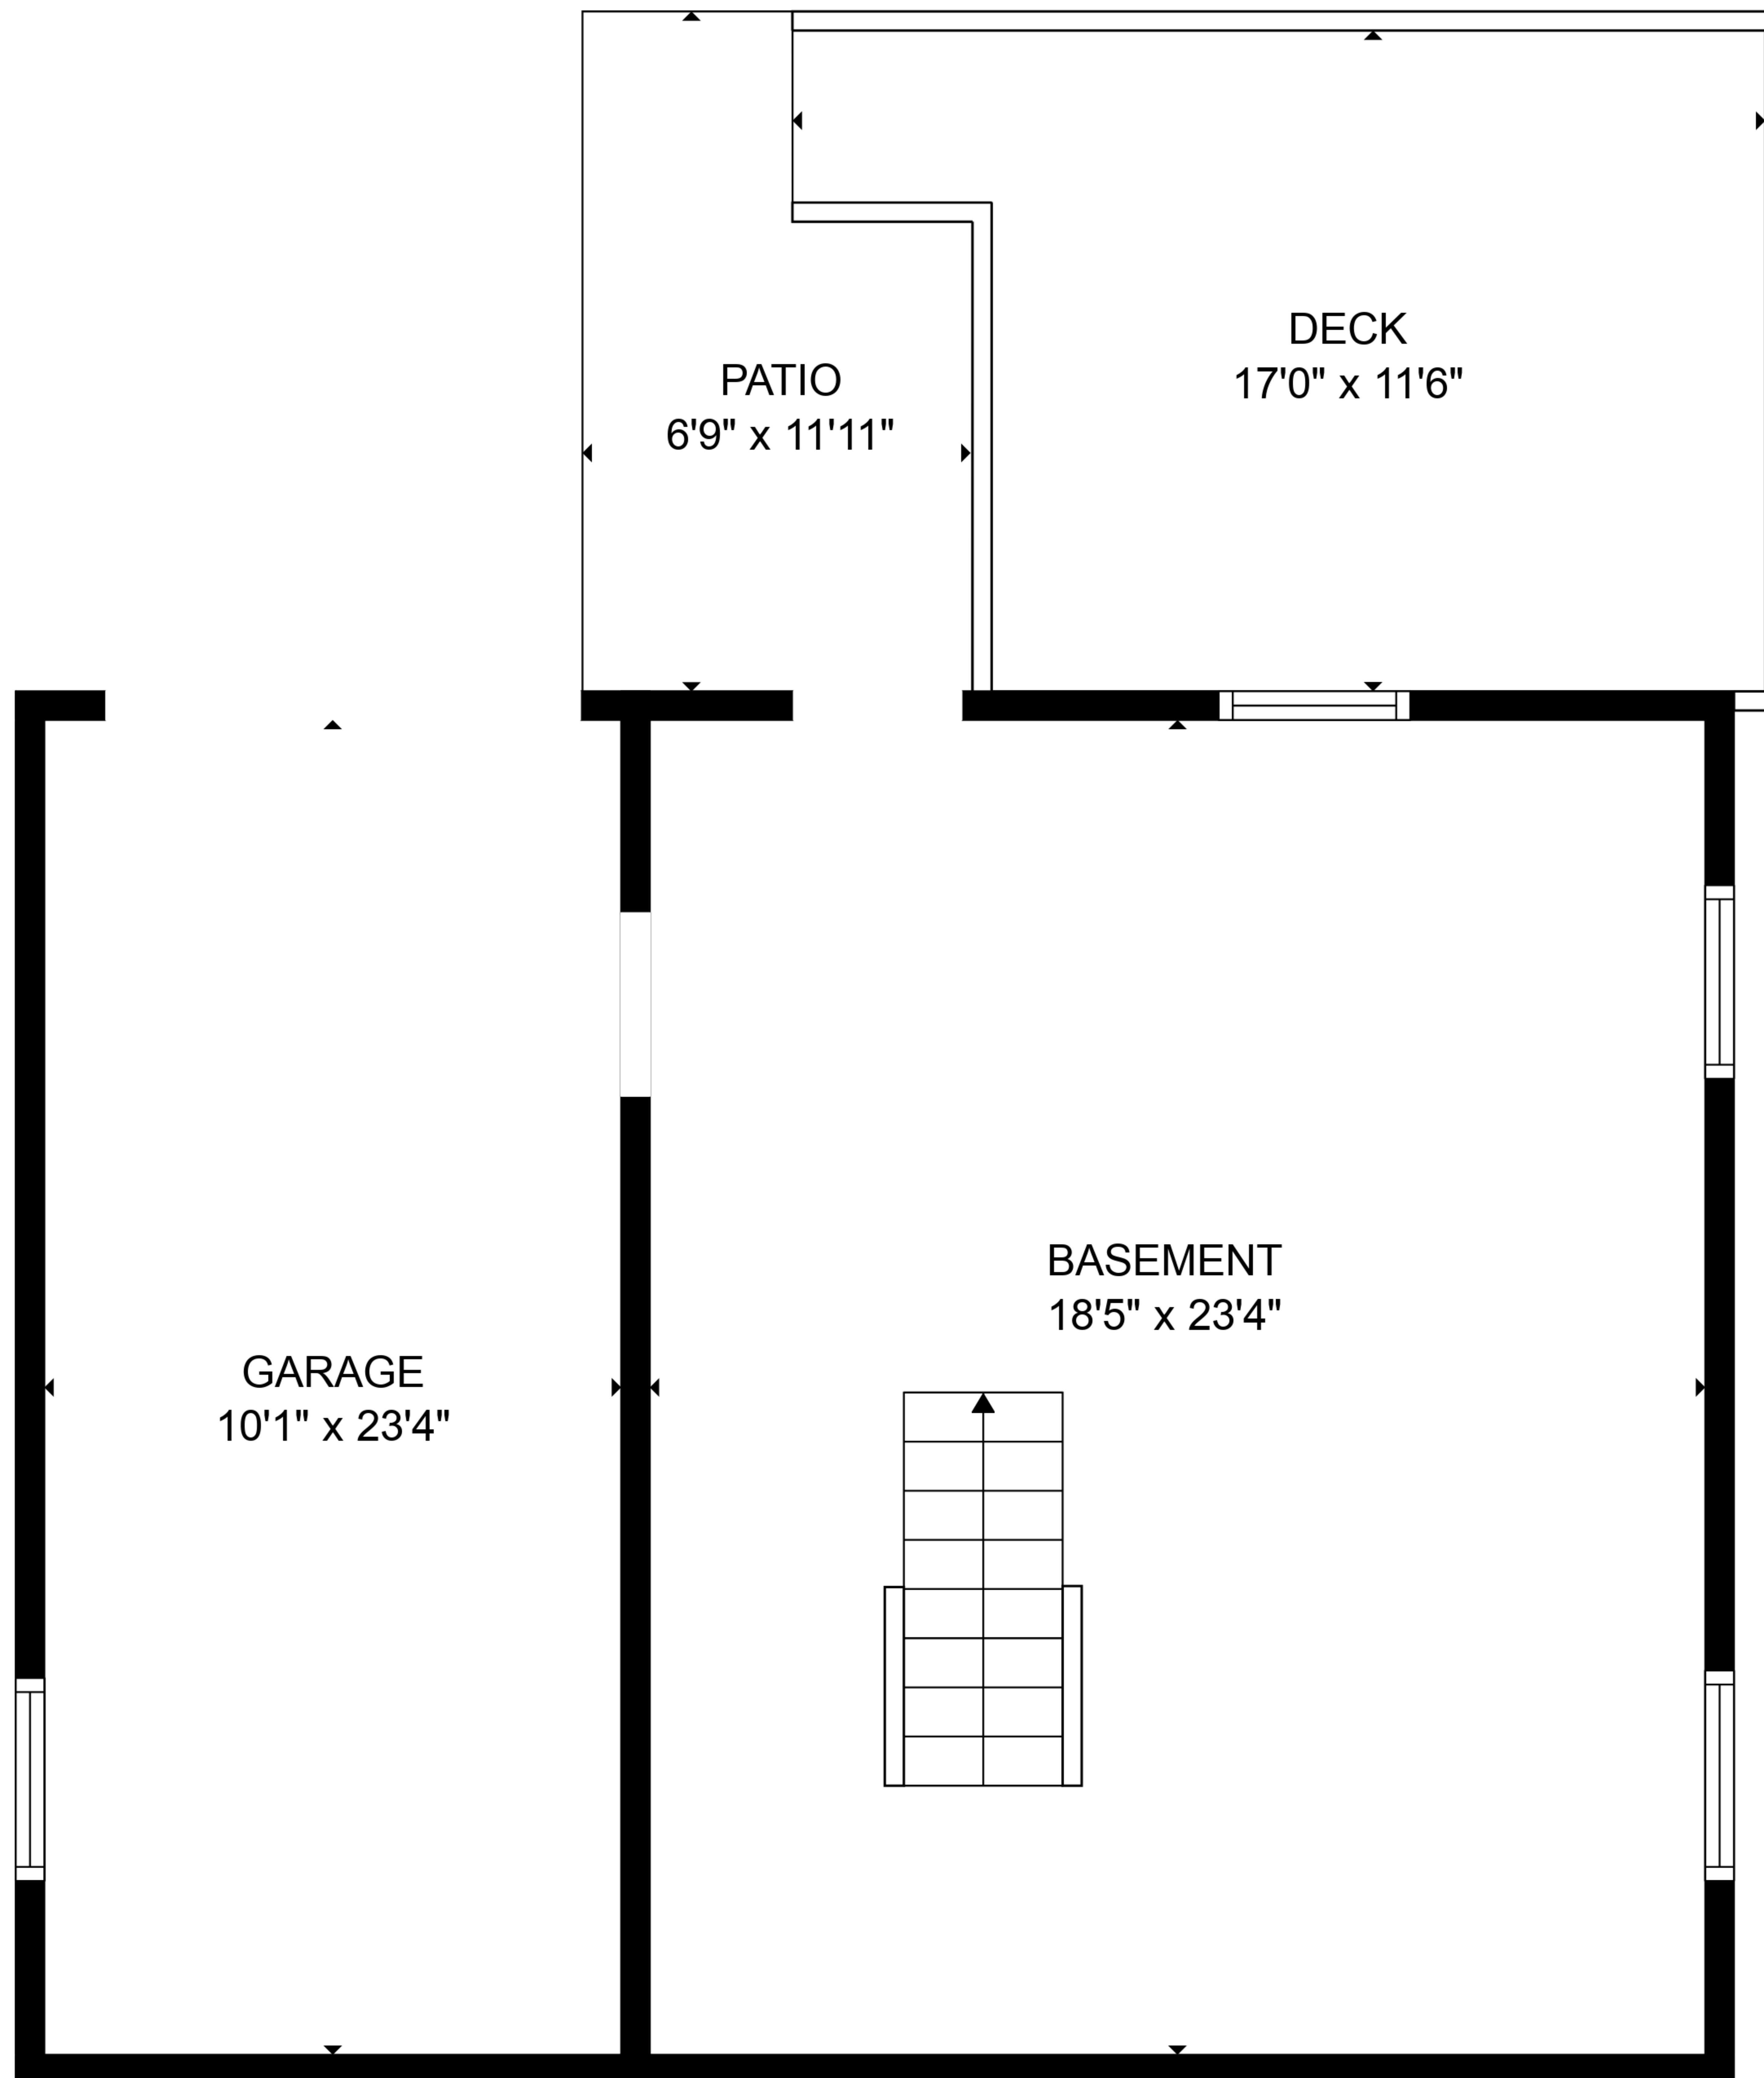 DECK
17'0" x 11'6"
PATIO
6'9" x 11'11"
BASEMENT
18'5" x 23'4"
GARAGE
10'1" x 23'4"